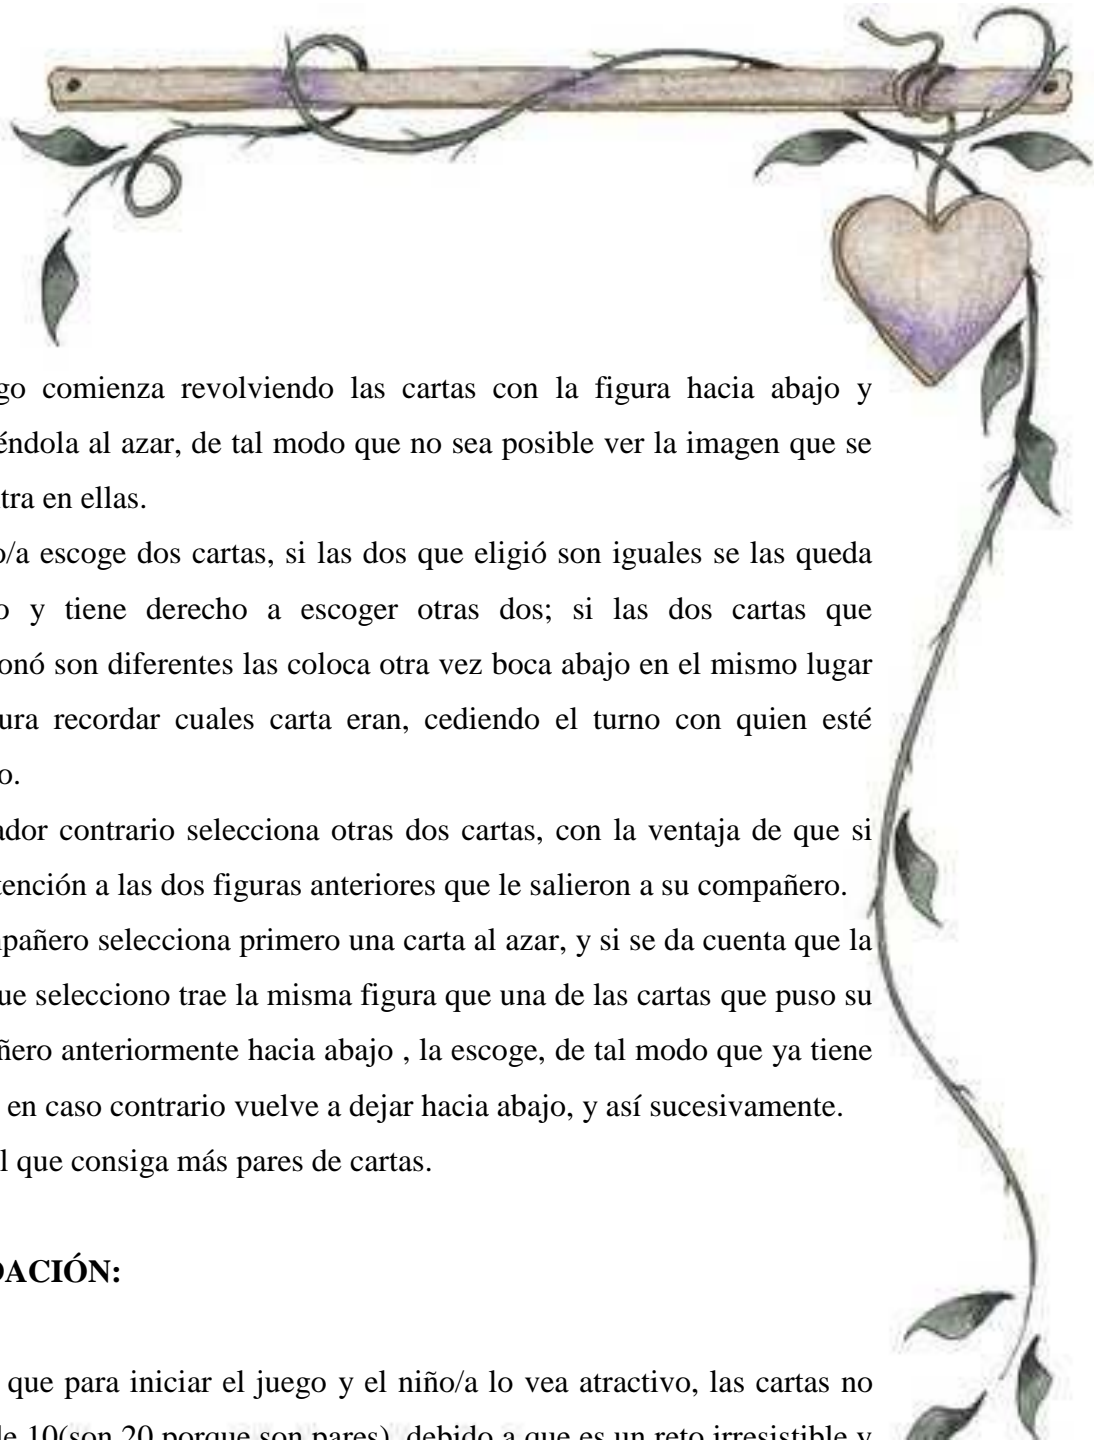 go comienza revolviendo las cartas con la figura hacia abajo y
éndola al azar, de tal modo que no sea posible ver la imagen que se
tra en ellas.
o/a escoge dos cartas, si las dos que eligió son iguales se las queda
o y tiene derecho a escoger otras dos; si las dos cartas que
onó son diferentes las coloca otra vez boca abajo en el mismo lugar
ura recordar cuales carta eran, cediendo el turno con quien esté
o.
ador contrario selecciona otras dos cartas, con la ventaja de que si
tención a las dos figuras anteriores que le salieron a su compañero.
pañero selecciona primero una carta al azar, y si se da cuenta que la
ue selecciono trae la misma figura que una de las cartas que puso su
ñero anteriormente hacia abajo , la escoge, de tal modo que ya tiene
en caso contrario vuelve a dejar hacia abajo, y así sucesivamente.
l que consiga más pares de cartas.
DACIÓN:
que para iniciar el juego y el niño/a lo vea atractivo, las cartas no
de 10(son 20 porque son pares), debido a que es un reto irresistible y